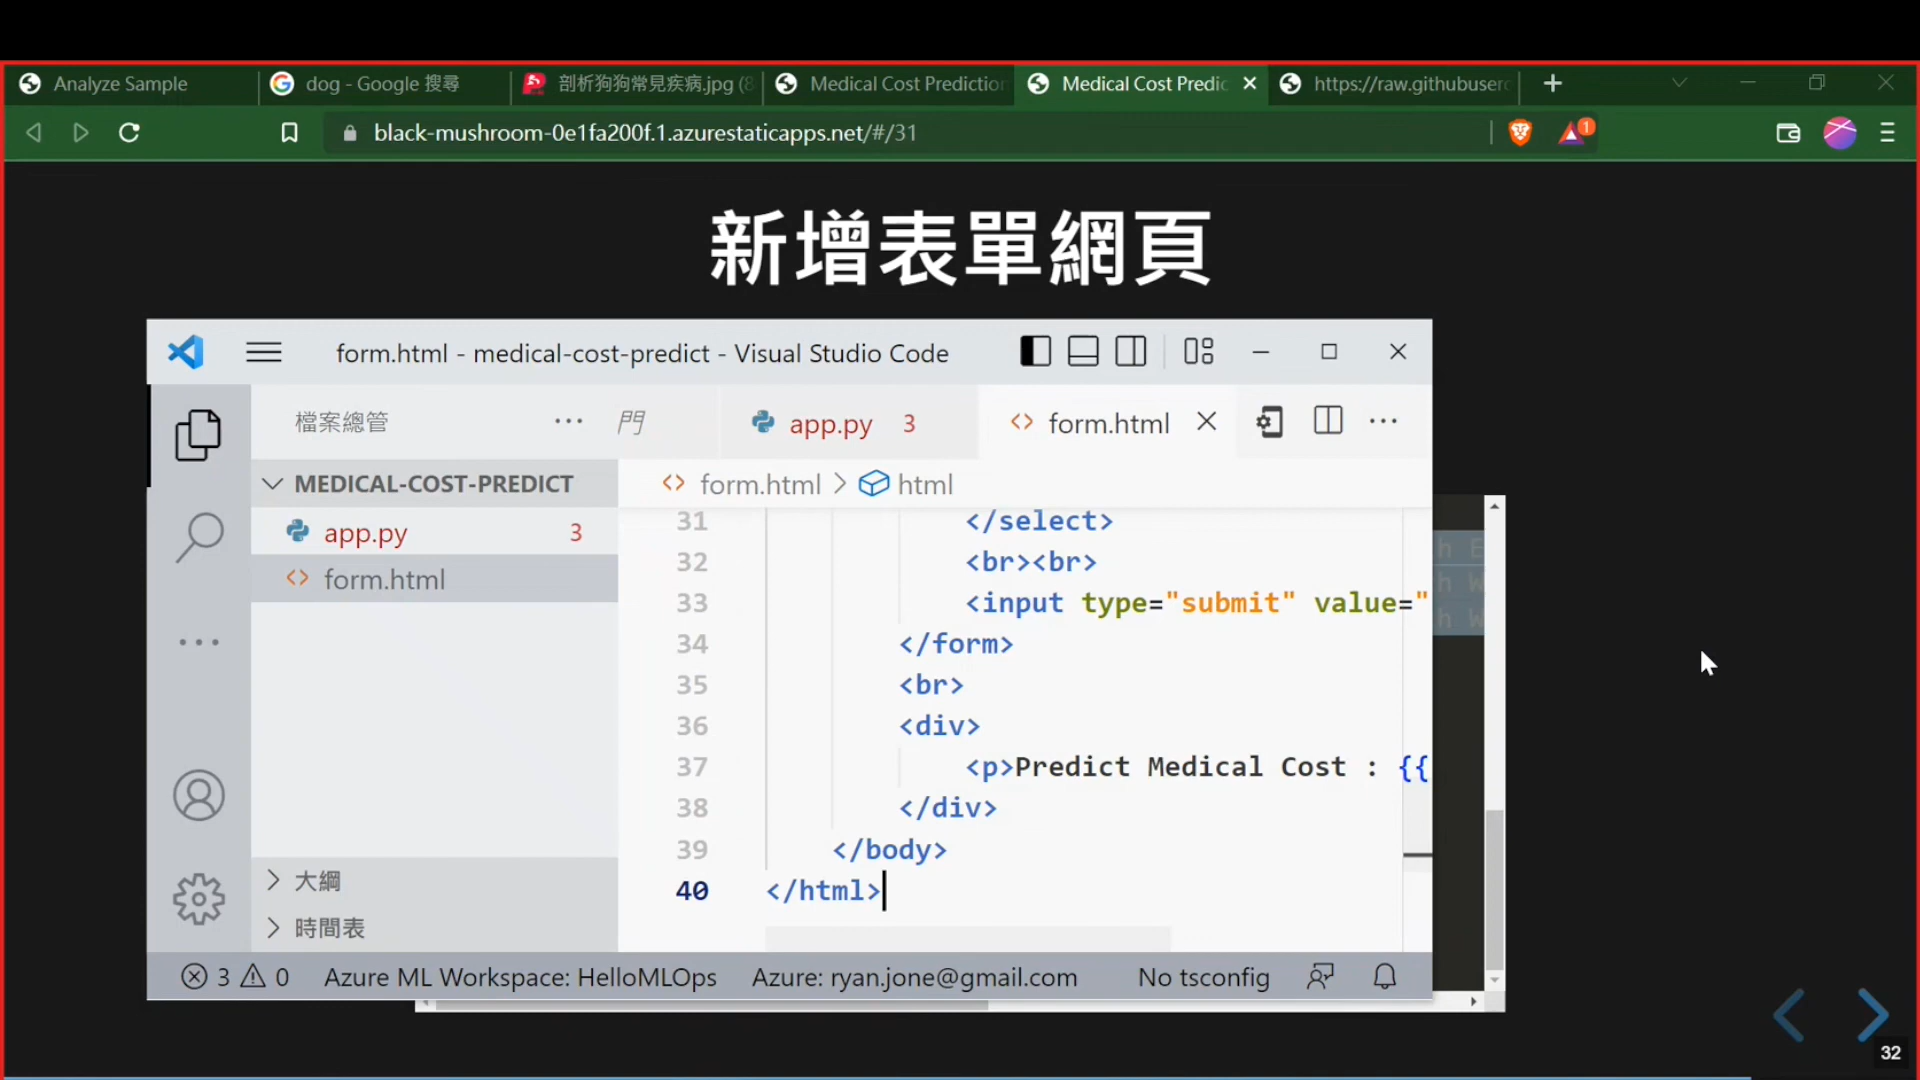 Analyze Sample
dog - Google 搜尋
剖析狗狗常見疾病.jpg (8
Medical Cost Prediction
Medical Cost Predic
https://raw.githubuserc
black-mushroom-0e1fa200f.1.azurestaticapps.net/#/31
1
新增表單網頁
form.html - medical-cost-predict - Visual Studio Code
檔案總管
門
app.py 3
form.html
MEDICAL-COST-PREDICT
form.html > html
app.py 3
form.html
31 </select>
32 <br><br>
33 <input type="submit" value="
34 </form>
35 <br>
36 <div>
37 <p>Predict Medical Cost : {{
38 </div>
39 </body>
40 </html>
h E
h W
h W
大綱
時間表
3 0 Azure ML Workspace: HelloMLOps Azure: ryan.jone@gmail.com No tsconfig
32